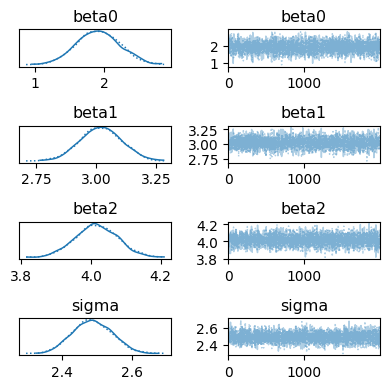 beta0 beta0
2
1
1 2 0 1000
beta1 beta1
3.25
3.00
2.75
2.75 3.00 3.25 0 1000
beta2 beta2
4.2
4.0
3.8
3.8 4.0 4.2 0 1000
sigma sigma
2.6
2.4
2.4 2.6 0 1000